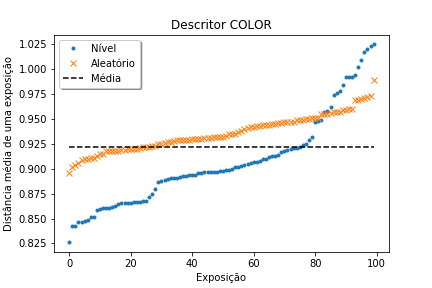 Descritor COLOR
Distância média de uma exposição
1.025
1.000
0.975
0.950
0.925
0.900
0.875
0.850
0.825
Nível
Aleatório
Média
0 20 40 60 80 100
Exposição